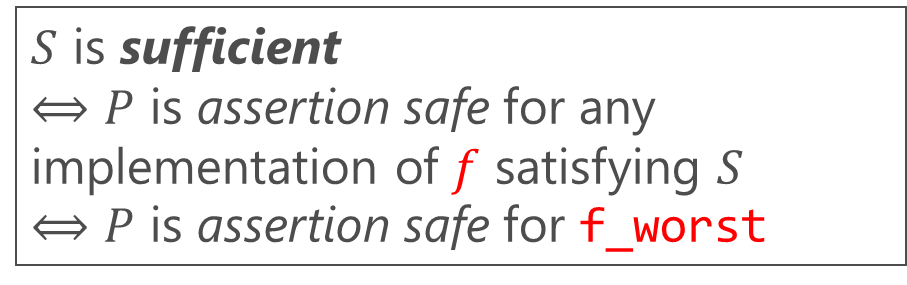 S is sufficient
⟺ P is assertion safe for any
implementation of f satisfying S
⟺ P is assertion safe for f_worst